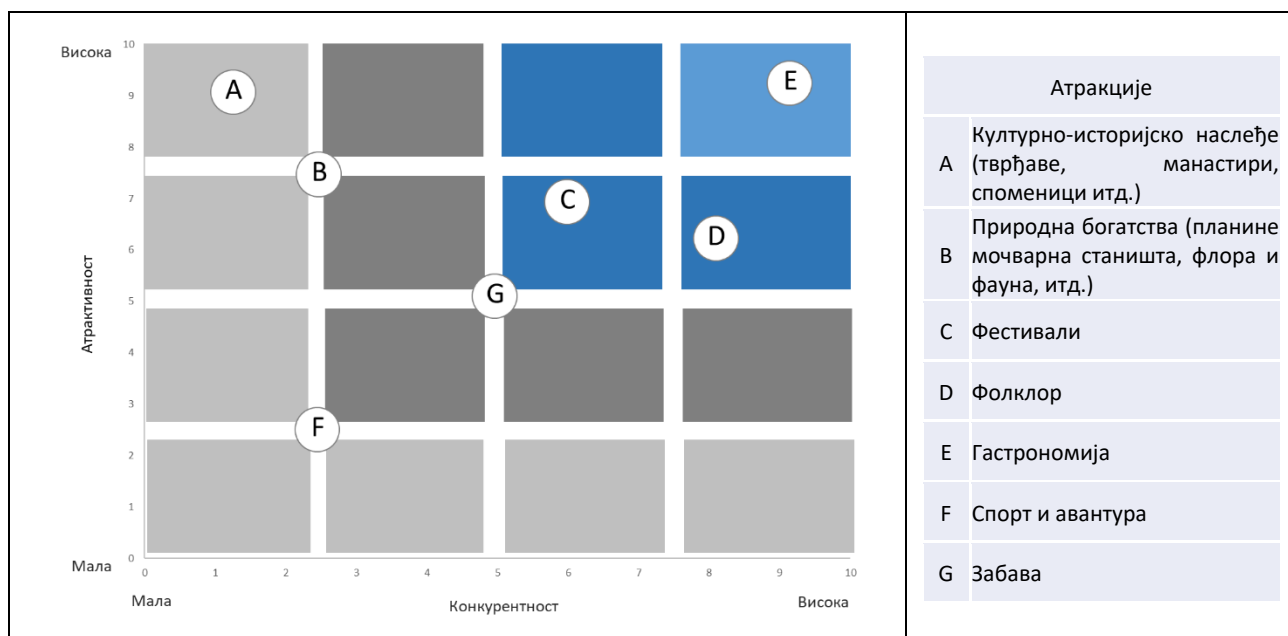 Висока
10
9
8
7
6
5
4
3
2
1
0
Мала
Атрактивност
A
B
C
D
E
F
G
0 1 2 3 4 5 6 7 8 9 10
Мала
Конкурентност
Висока
Атракције
A
Културно-историјско наслеђе
(тврђаве, манастири,
споменици итд.)
B
Природна богатства (планине
мочварна станишта, флора и
фауна, итд.)
C Фестивали
D Фолклор
E Гастрономија
F Спорт и авантура
G Забава